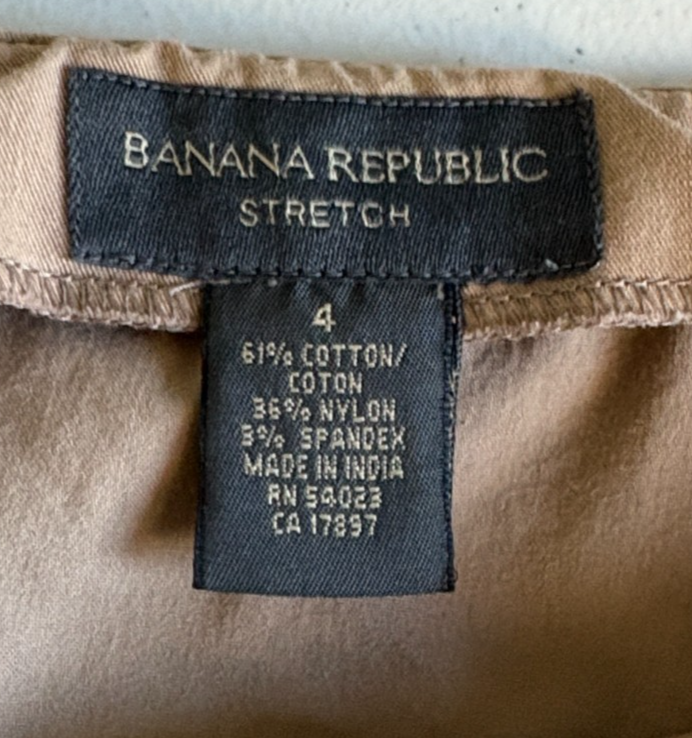 BANANA REPUBLIC
STRETCH
4
61% COTTON/
COTON
36% NYLON
3% SPANDEX
MADE IN INDIA
RN 54023
CA 17897